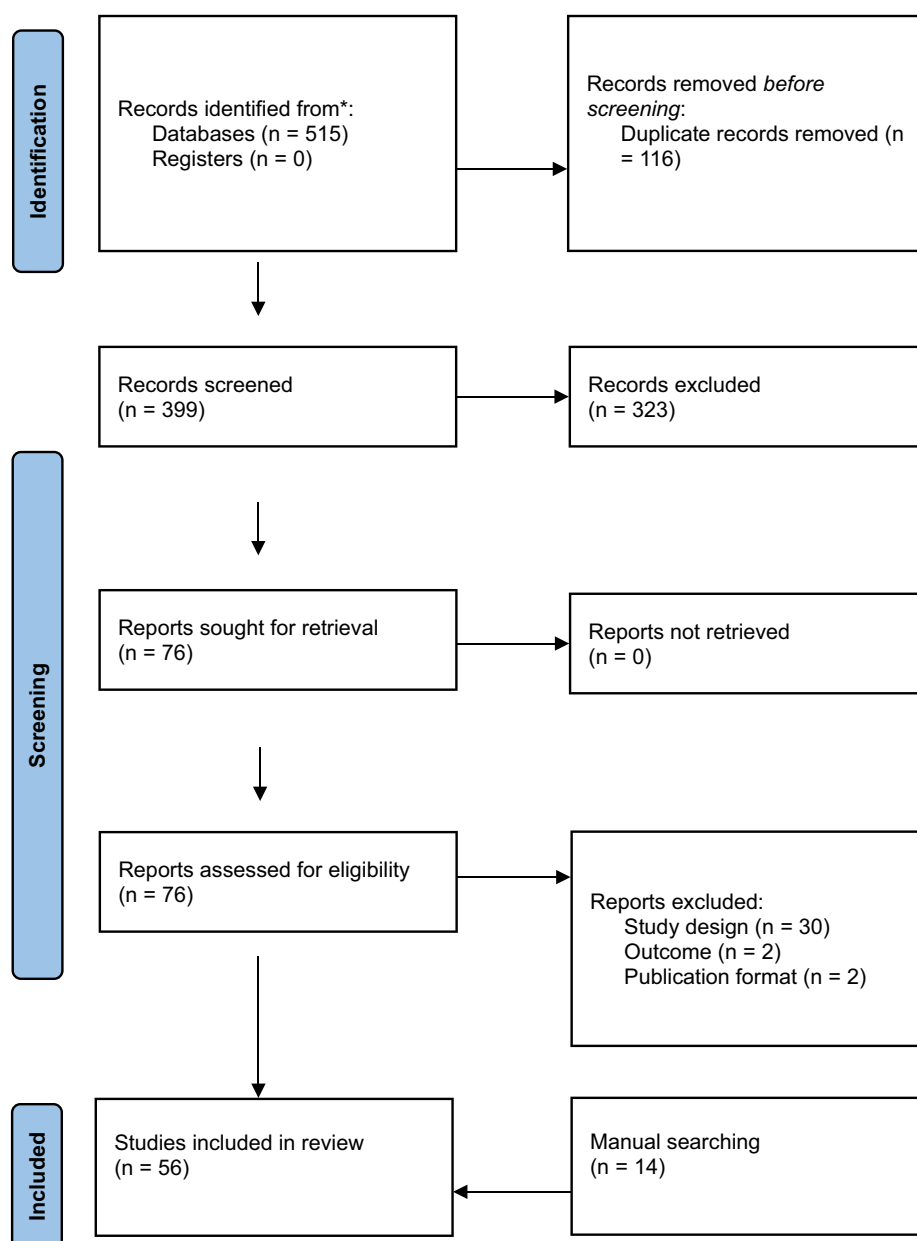 Identification
Records identified from*:
Databases (n = 515)
Registers (n = 0)
Records removed before
screening:
Duplicate records removed (n
= 116)
Records screened
(n = 399)
Records excluded
(n = 323)
Screening
Reports sought for retrieval
(n = 76)
Reports not retrieved
(n = 0)
Reports assessed for eligibility
(n = 76)
Reports excluded:
Study design (n = 30)
Outcome (n = 2)
Publication format (n = 2)
Included
Studies included in review
(n = 56)
Manual searching
(n = 14)